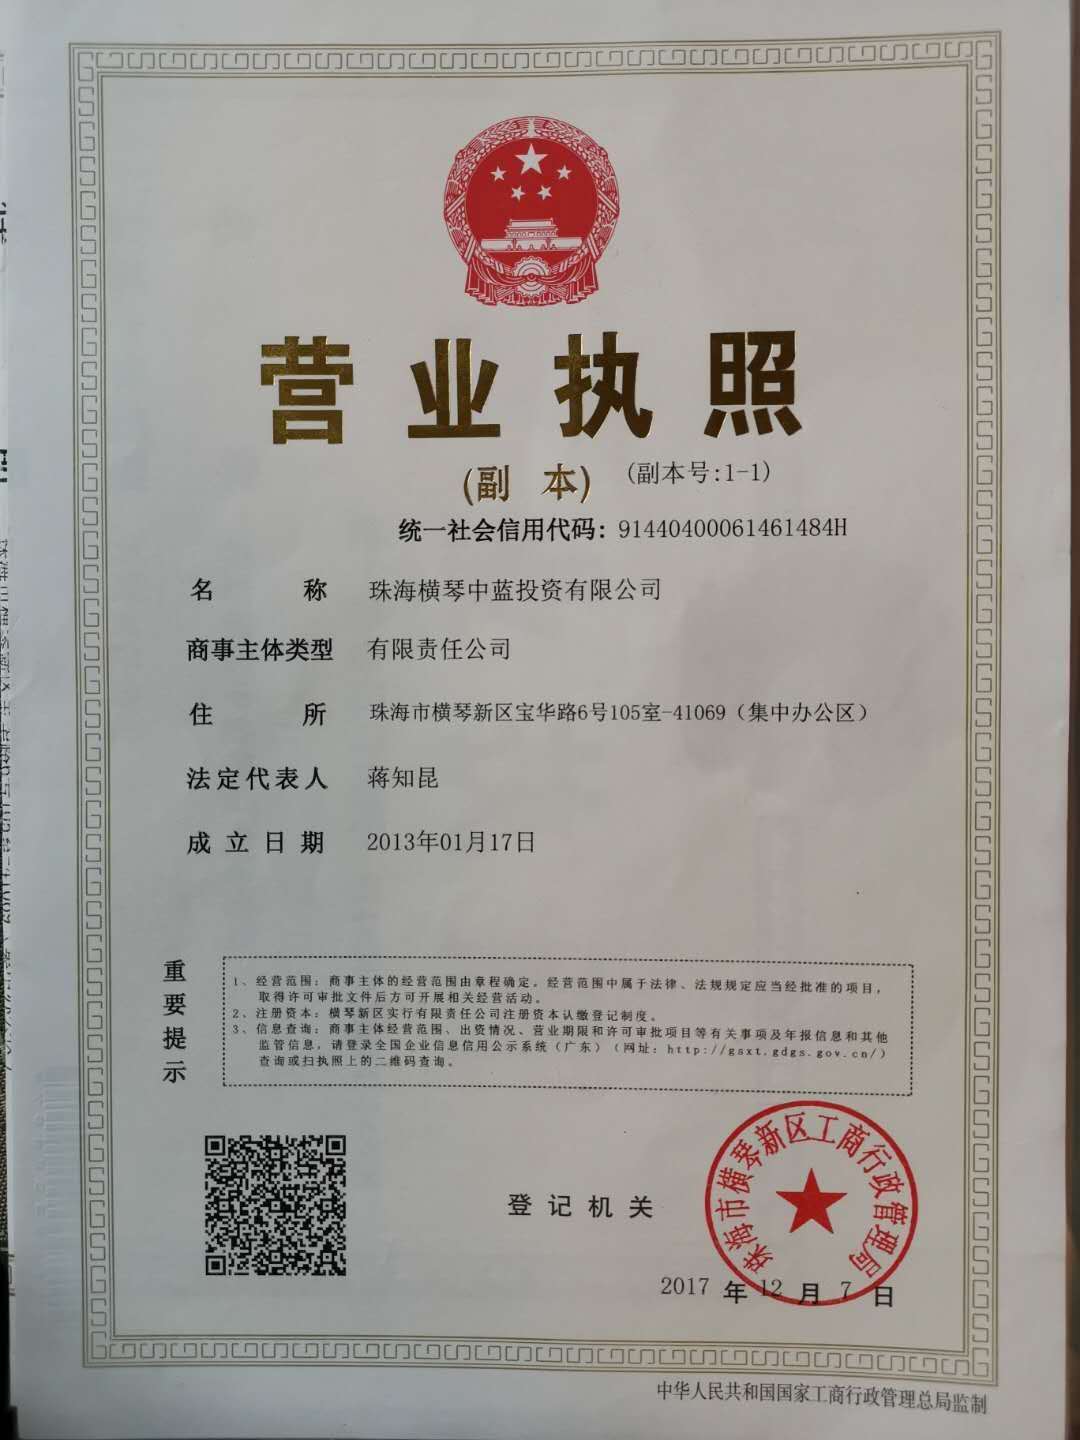 营业执照
(副 本) (副本号:1-1)
统一社会信用代码: 91440400061461484H
名 称 珠海横琴中蓝投资有限公司
商事主体类型 有限责任公司
住 所 珠海市横琴新区宝华路6号105室-41069（集中办公区）
法定代表人 蒋知昆
成立日期 2013年01月17日
重要提示
1、经营范围：商事主体的经营范围由章程确定。经营范围中属于法律、法规规定应当经批准的项目，
取得许可审批文件后方可开展相关经营活动。
2、注册资本：横琴新区实行有限责任公司注册资本认缴登记制度。
3、信息查询：商事主体经营范围、出资情况、营业期限和许可审批项目等有关事项及年报信息和其他
监管信息，请登录全国企业信息信用公示系统（广东）（网址：http://gsxt.gdgs.gov.cn/）
查询或扫执照上的二维码查询。
登记机关
珠海市横琴新区工商行政管理局
2017 年 12 月 7 日
中华人民共和国国家工商行政管理总局监制